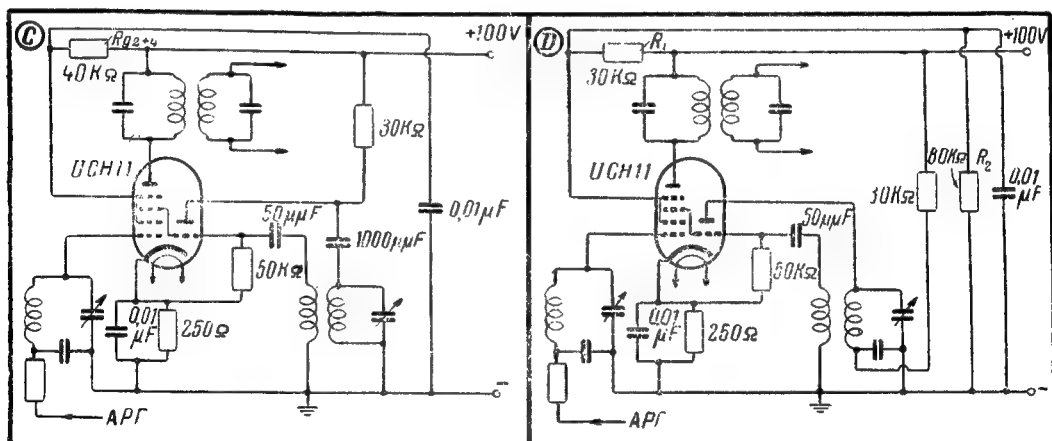 C
Rg2+4
+100V
40KΩ
30KΩ
UCH11
50μμF
0,01μF
1000μμF
50KΩ
0,01
μF
250Ω
−
АРГ
D
R1
+100V
30KΩ
80KΩ
R2
UCH11
30KΩ
0,01
μF
50μμF
50KΩ
0,01
μF
250Ω
−
АРГ